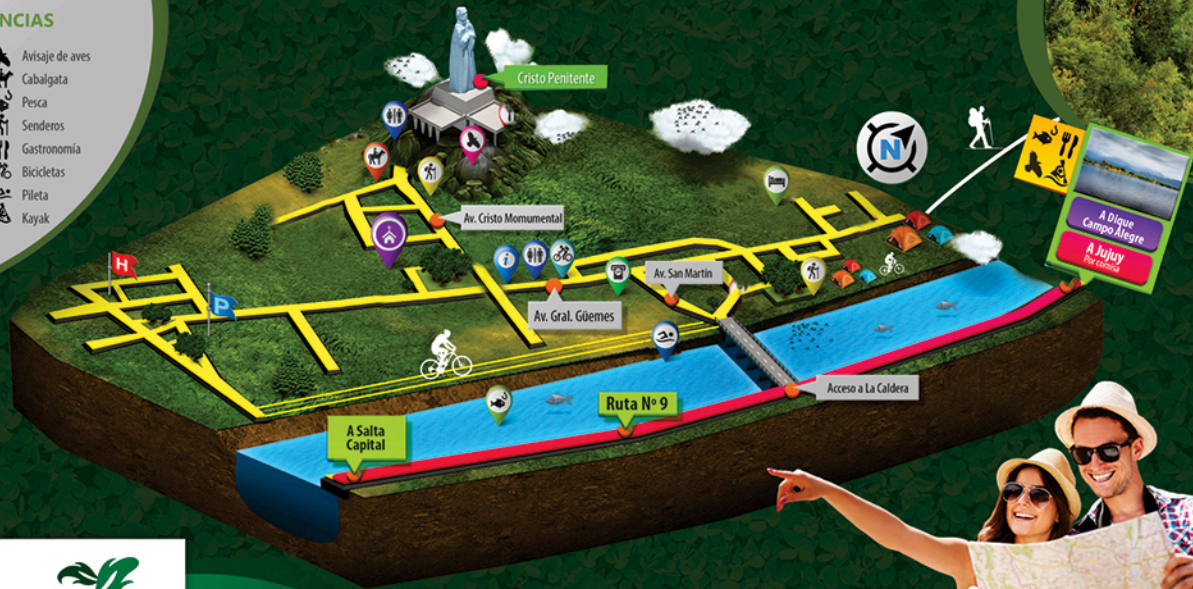 NCIAS
Avisaje de aves
Cabalgata
Pesca
Senderos
Gastronomía
Bicicletas
Pileta
Kayak
Cristo Penitente
N
Av. Cristo Momumental
H
P
i
Av. San Martín
Av. Gral. Güemes
A Dique
Campo Alegre
A Jujuy
Por cornisa
Acceso a La Caldera
Ruta Nº 9
A Salta
Capital